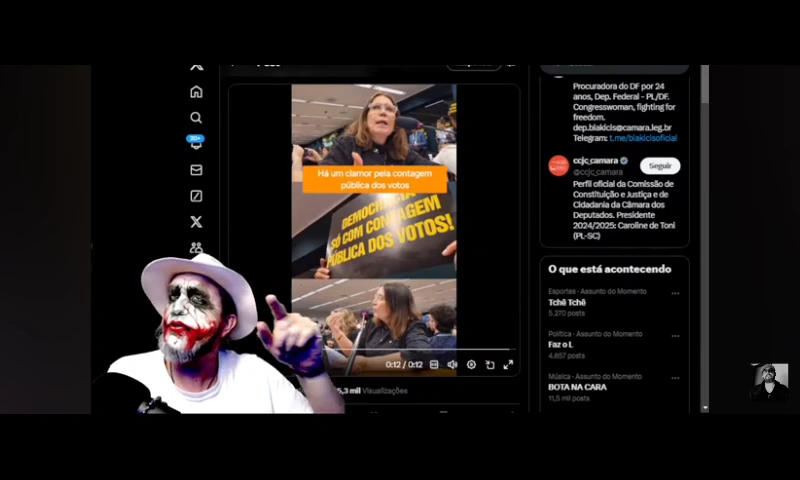 Há um clamor pela contagem
pública dos votos
DEMOCRACIA
SÓ COM CONTAGEM
PÚBLICA DOS VOTOS!
0:12 / 0:12
5,3 mil Visualizações
20+
Procuradora do DF por 24
anos, Dep. Federal - PL/DF.
Congresswoman, fighting for
freedom.
dep.biakicis@camara.leg.br
Telegram: t.me/biakicisoficial
ccjc_camara
@ccjc_camara
Seguir
Perfil oficial da Comissão de
Constituição e Justiça e de
Cidadania da Câmara dos
Deputados. Presidente
2024/2025: Caroline de Toni
(PL-SC)
O que está acontecendo
Esportes · Assunto do Momento
Tchê Tchê
5.270 posts
Política · Assunto do Momento
Faz o L
4.657 posts
Música · Assunto do Momento
BOTA NA CARA
11,5 mil posts